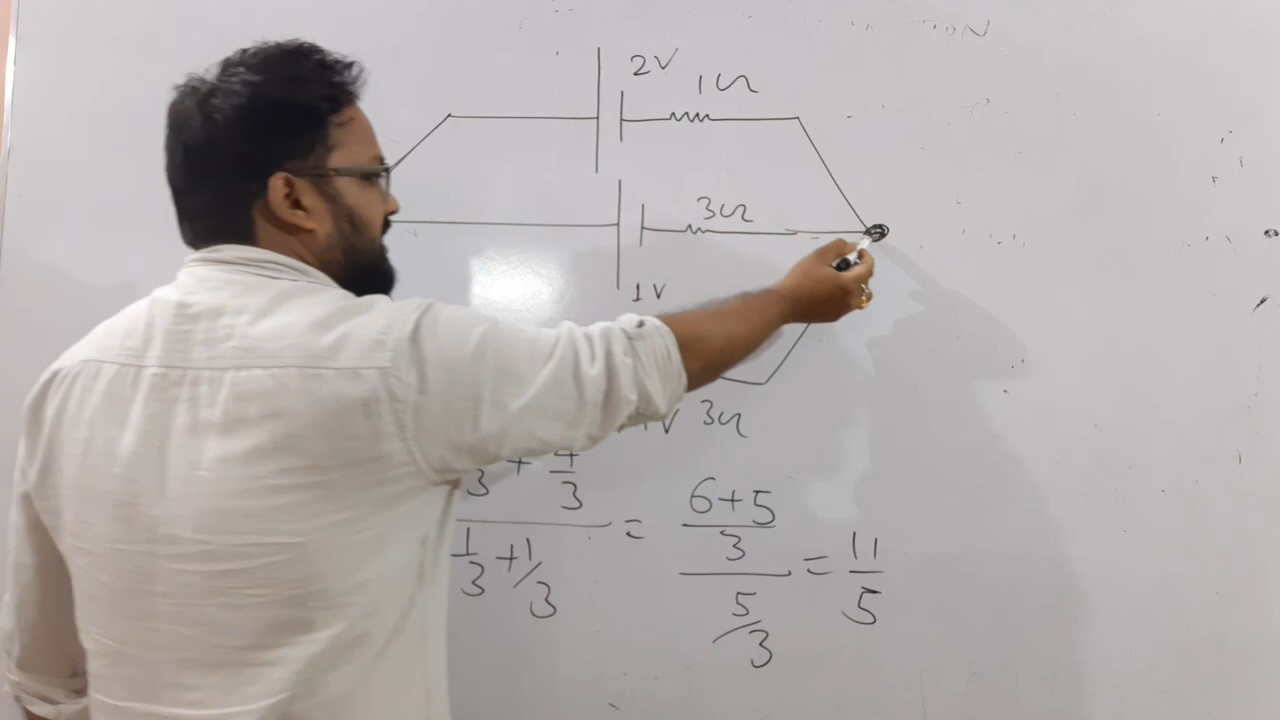 2V 1Ω
3Ω
1V
V 3Ω
3 + 4/3 = (6+5)/3
1/3 + 1/3 5/3 = 11/5